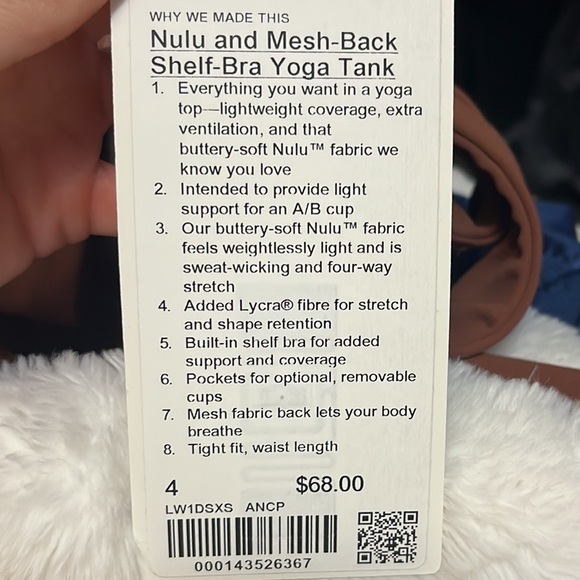 WHY WE MADE THIS
Nulu and Mesh-Back
Shelf-Bra Yoga Tank
1. Everything you want in a yoga
top—lightweight coverage, extra
ventilation, and that
buttery-soft Nulu™ fabric we
know you love
2. Intended to provide light
support for an A/B cup
3. Our buttery-soft Nulu™ fabric
feels weightlessly light and is
sweat-wicking and four-way
stretch
4. Added Lycra® fibre for stretch
and shape retention
5. Built-in shelf bra for added
support and coverage
6. Pockets for optional, removable
cups
7. Mesh fabric back lets your body
breathe
8. Tight fit, waist length
4 $68.00
LW1DSXS ANCP
000143526367